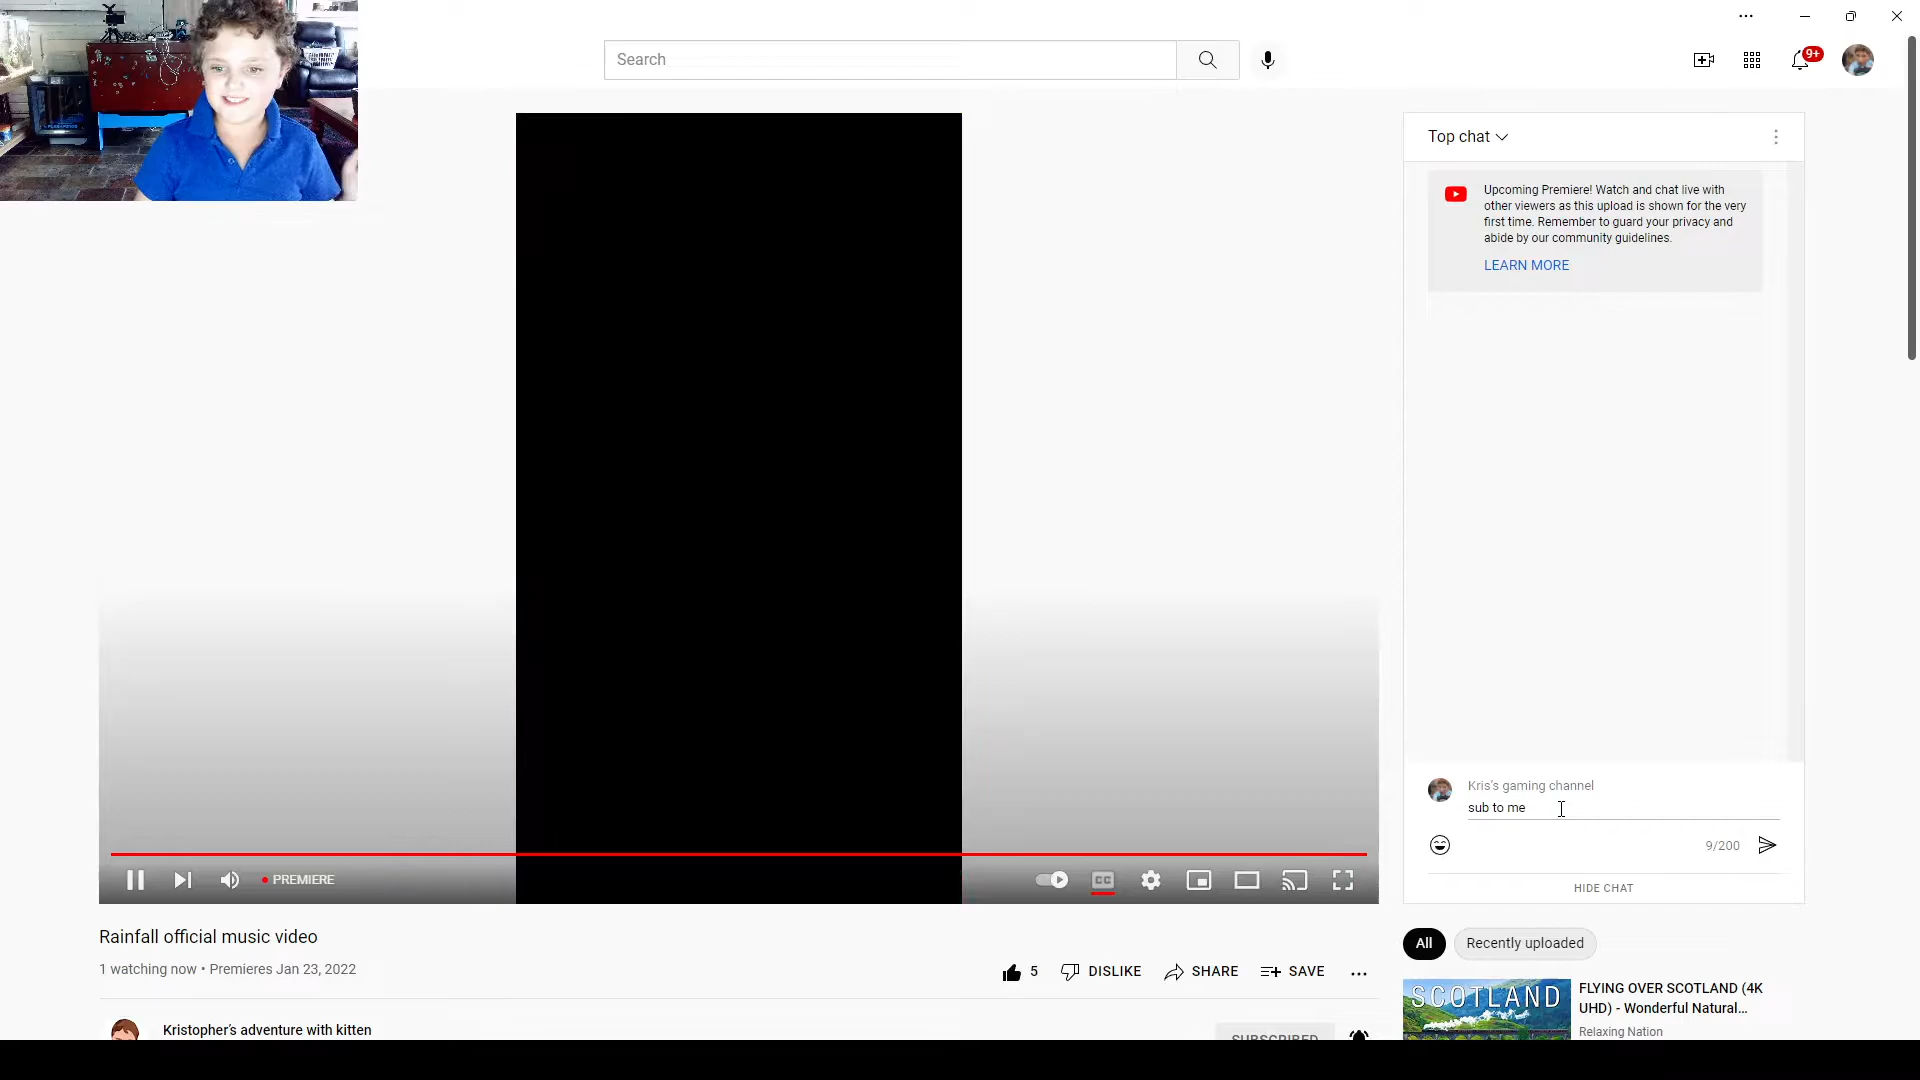 Search
9+
Top chat
Upcoming Premiere! Watch and chat live with
other viewers as this upload is shown for the very
first time. Remember to guard your privacy and
abide by our community guidelines.
LEARN MORE
Kris's gaming channel
sub to me
9/200
HIDE CHAT
PREMIERE
CC
Rainfall official music video
1 watching now • Premieres Jan 23, 2022
5
DISLIKE
SHARE
SAVE
Kristopher's adventure with kitten
SUBSCRIBED
All
Recently uploaded
SCOTLAND
FLYING OVER SCOTLAND (4K
UHD) - Wonderful Natural...
Relaxing Nation